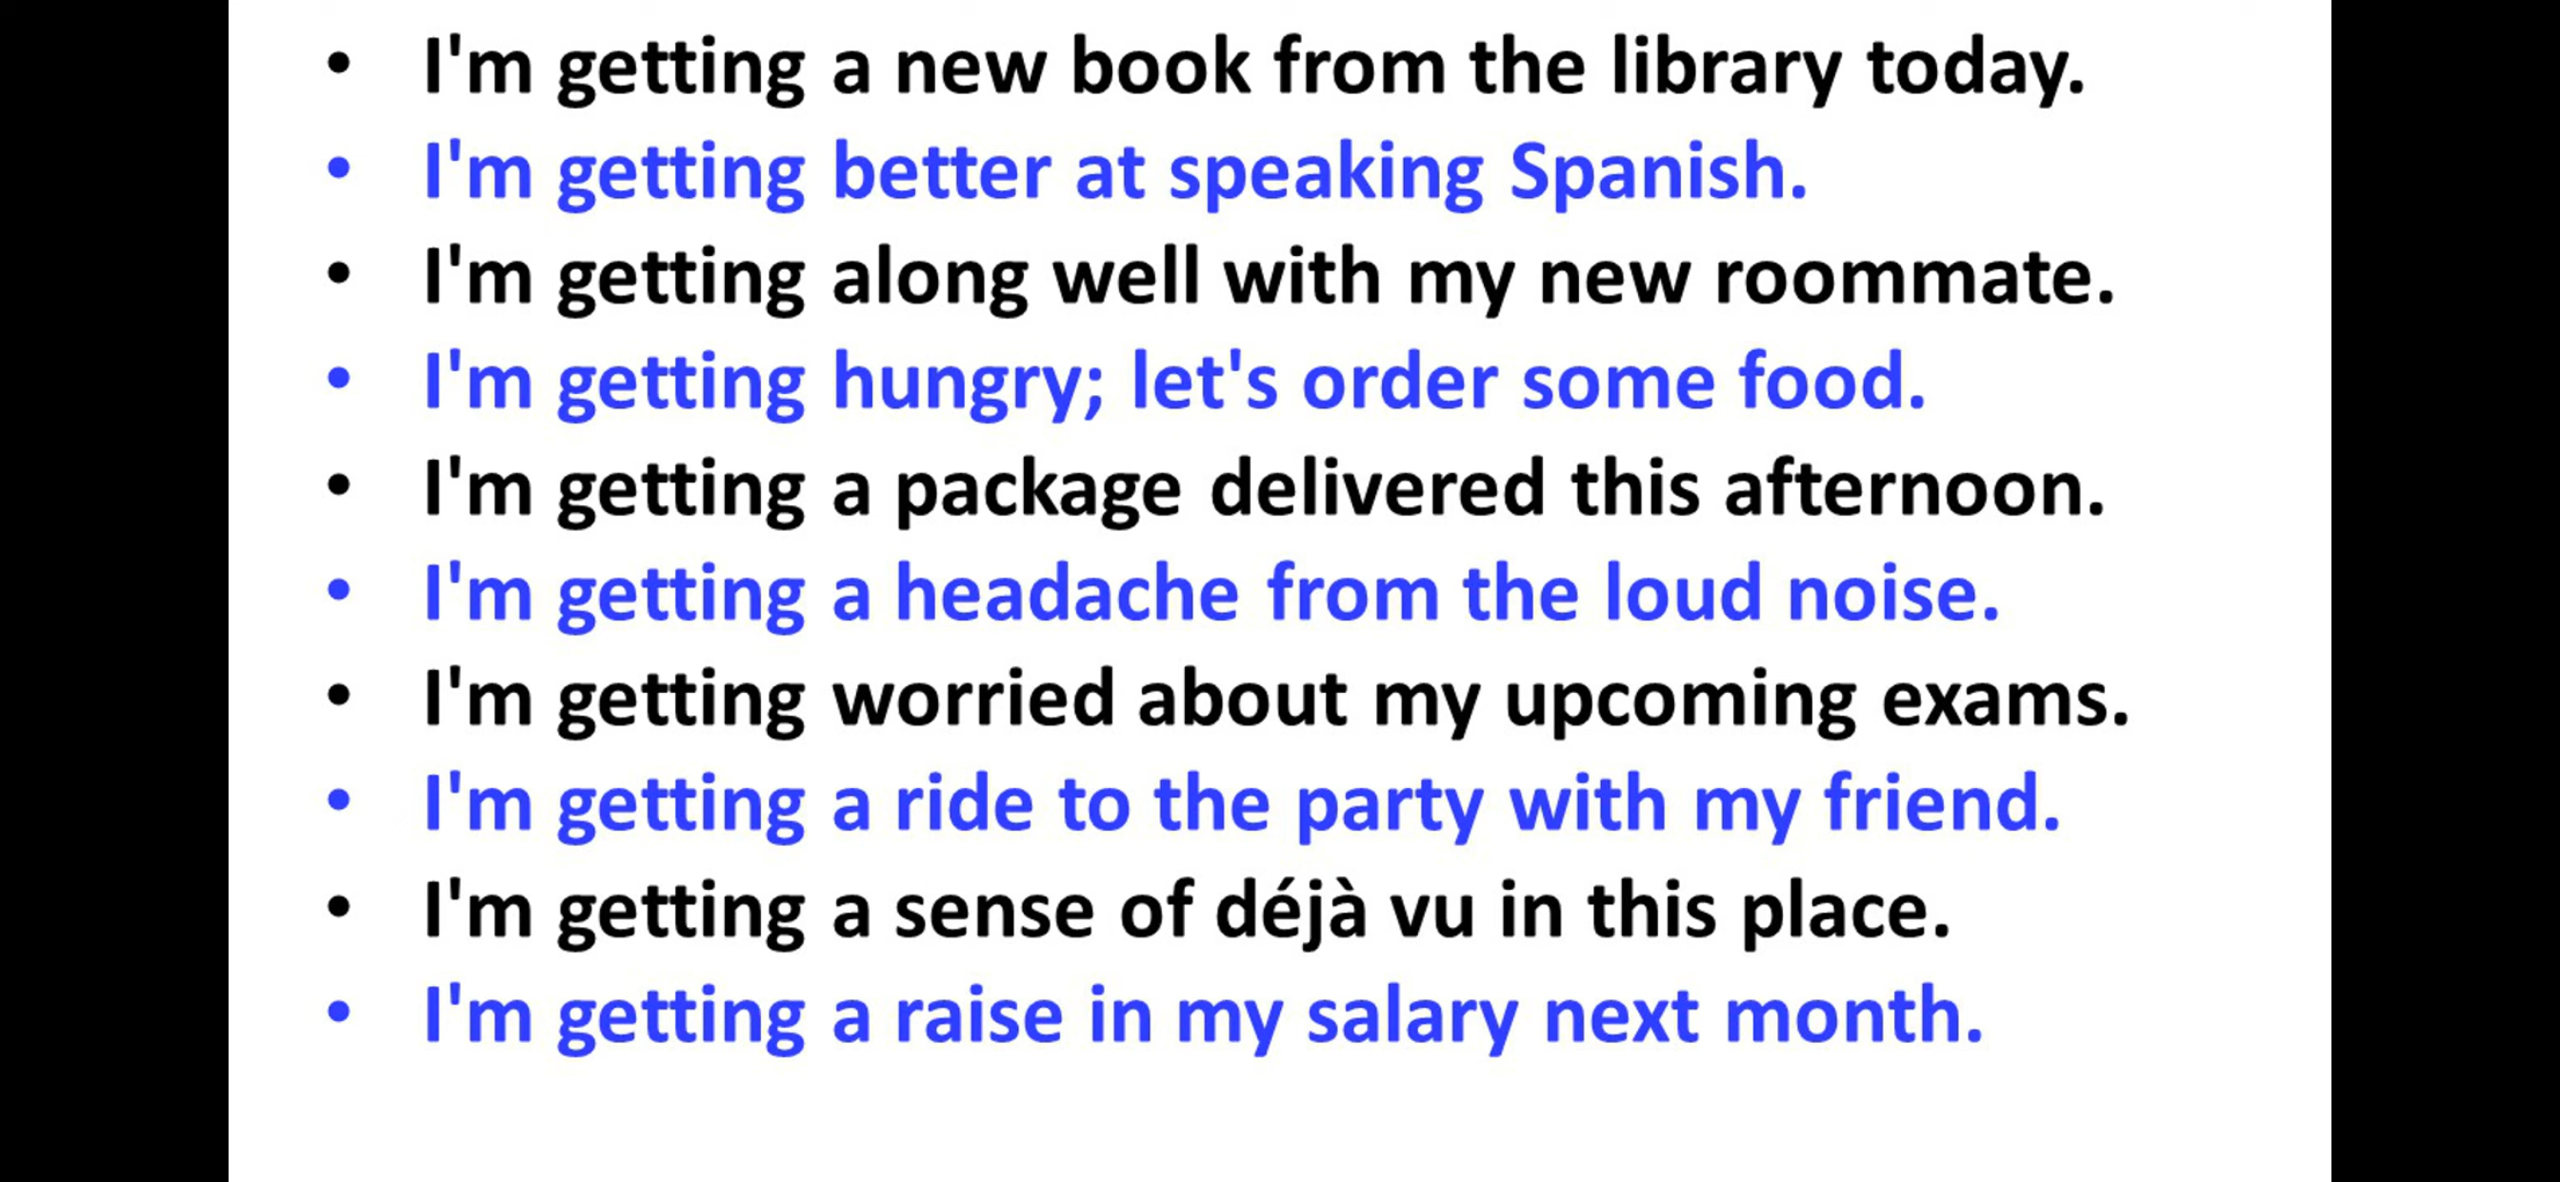 • I'm getting a new book from the library today.
• I'm getting better at speaking Spanish.
• I'm getting along well with my new roommate.
• I'm getting hungry; let's order some food.
• I'm getting a package delivered this afternoon.
• I'm getting a headache from the loud noise.
• I'm getting worried about my upcoming exams.
• I'm getting a ride to the party with my friend.
• I'm getting a sense of déjà vu in this place.
• I'm getting a raise in my salary next month.